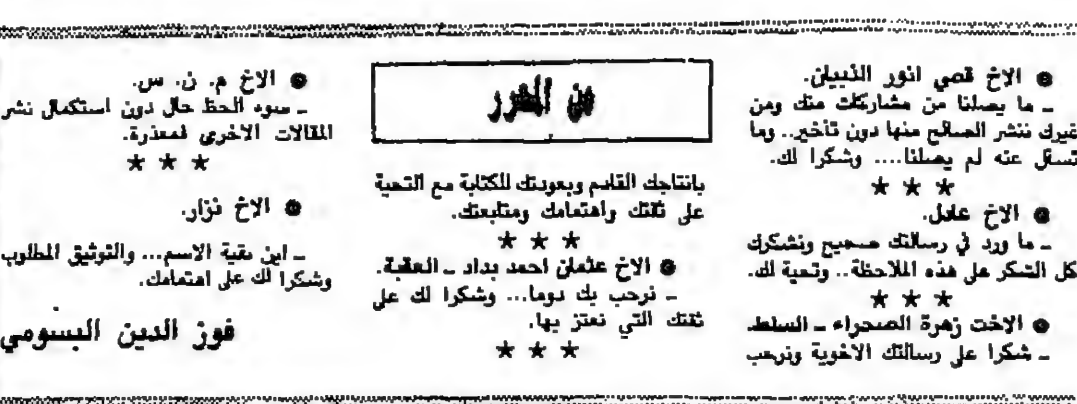 من المحرر
● الاخ قصي انور الذبيان.
ـ ما يصلنا من مشاركات منك ومن
غيرك ننشر الصالح منها دون تأخير.. وما
تسأل عنه لم يصلنا.... وشكرا لك.
★ ★ ★
● الاخ عادل.
ـ ما ورد في رسالتك صحيح ونشكرك
كل الشكر على هذه الملاحظة.. وتحية لك.
★ ★ ★
● الاخت زهرة الصحراء ـ السلط.
ـ شكرا على رسالتك الاخوية ونرحب
بانتاجك القادم وبعودتك للكتابة مع التحية
على ثقتك واهتمامك ومتابعتك.
★ ★ ★
● الاخ عثمان احمد بداد ـ العقبة.
ـ نرحب بك دوما... وشكرا لك على
ثقتك التي نعتز بها.
★ ★ ★
● الاخ م. ن. س.
ـ سوء الحظ حال دون استكمال نشر
المقالات الاخرى فمعذرة.
★ ★ ★
● الاخ نزار.
ـ اين بقية الاسم... والتوثيق المطلوب
وشكرا لك على اهتمامك.
فوز الدين البسومي